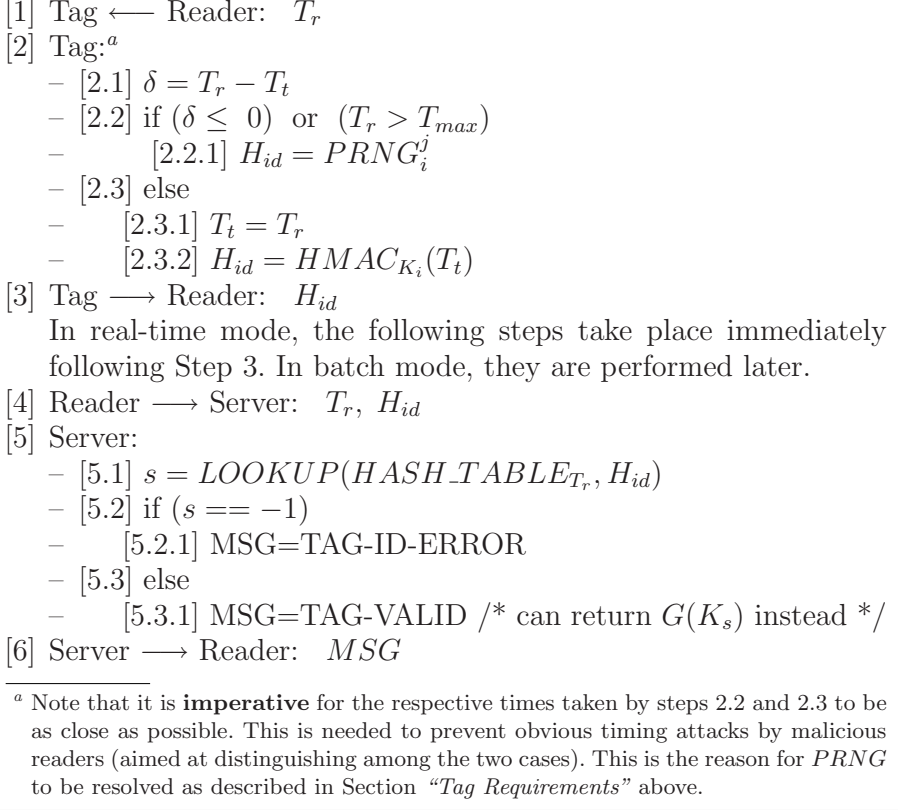 [1] Tag ⟵ Reader: T_r
[2] Tag:^a
– [2.1] δ = T_r − T_t
– [2.2] if (δ ≤ 0) or (T_r > T_max)
– [2.2.1] H_id = PRNG_i^j
– [2.3] else
– [2.3.1] T_t = T_r
– [2.3.2] H_id = HMAC_{K_i}(T_t)
[3] Tag ⟶ Reader: H_id
In real-time mode, the following steps take place immediately
following Step 3. In batch mode, they are performed later.
[4] Reader ⟶ Server: T_r, H_id
[5] Server:
– [5.1] s = LOOKUP(HASH_TABLE_{T_r}, H_id)
– [5.2] if (s == −1)
– [5.2.1] MSG=TAG-ID-ERROR
– [5.3] else
– [5.3.1] MSG=TAG-VALID /* can return G(K_s) instead */
[6] Server ⟶ Reader: MSG
^a Note that it is imperative for the respective times taken by steps 2.2 and 2.3 to be
as close as possible. This is needed to prevent obvious timing attacks by malicious
readers (aimed at distinguishing among the two cases). This is the reason for PRNG
to be resolved as described in Section “Tag Requirements” above.